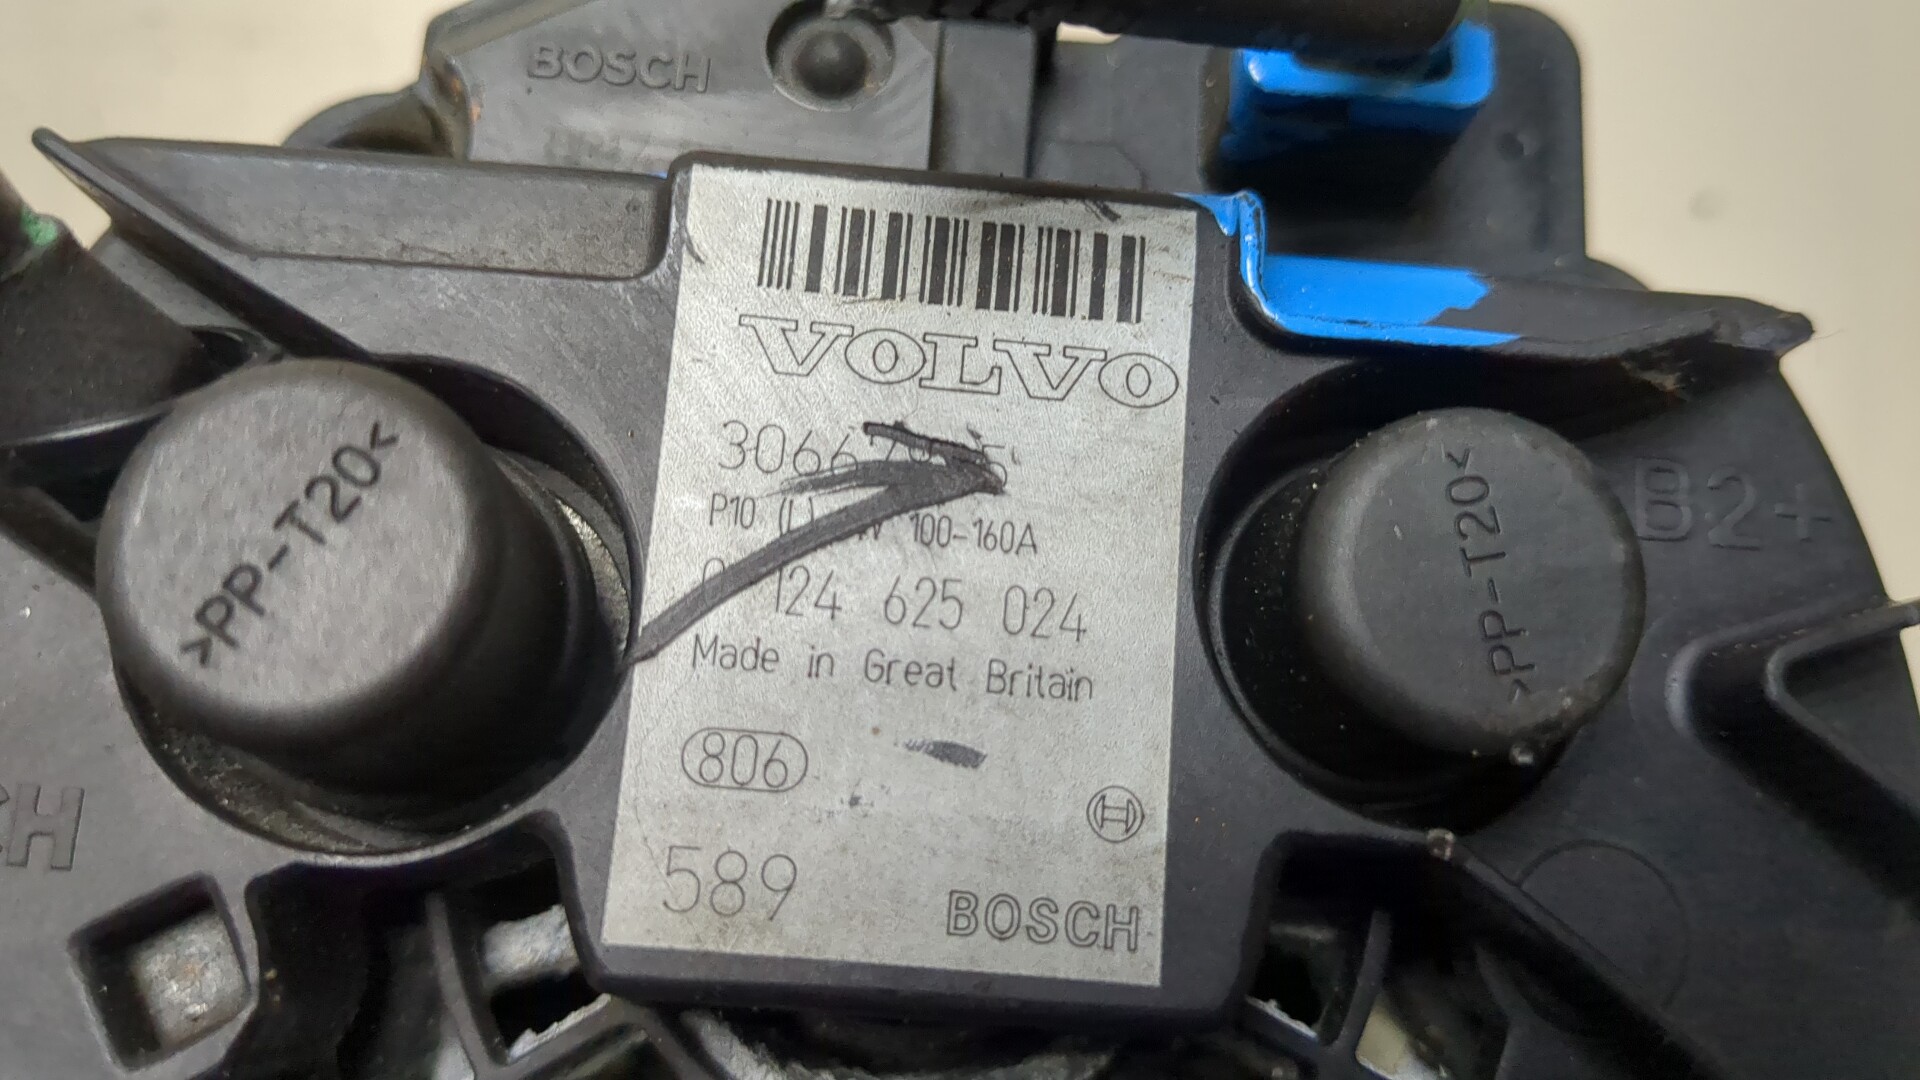 BOSCH
VOLVO
P10 100-160A
124 625 024
Made in Great Britain
806
589
BOSCH
>PP-T20<
>PP-T20<
B2+
CH